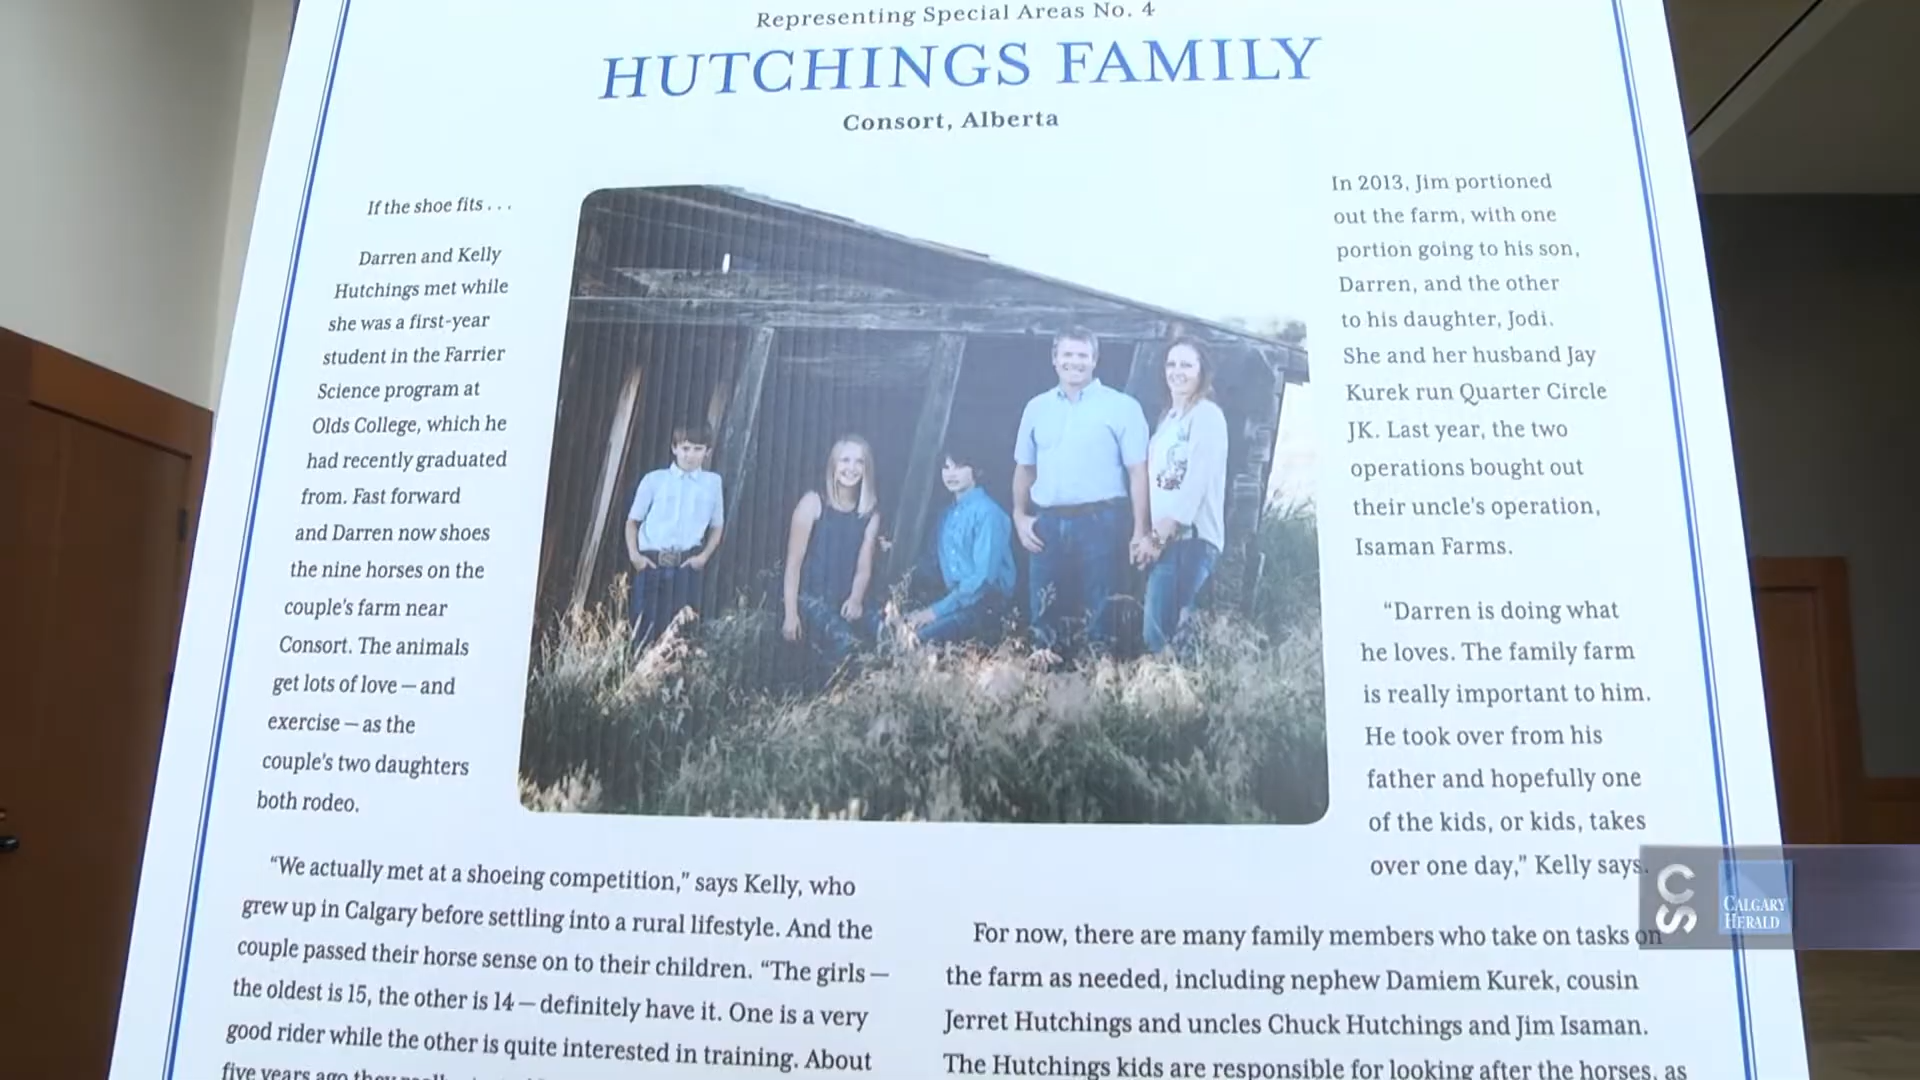 Representing Special Areas No. 4
HUTCHINGS FAMILY
Consort, Alberta
If the shoe fits . . .
Darren and Kelly
Hutchings met while
she was a first-year
student in the Farrier
Science program at
Olds College, which he
had recently graduated
from. Fast forward
and Darren now shoes
the nine horses on the
couple's farm near
Consort. The animals
get lots of love — and
exercise — as the
couple's two daughters
both rodeo.
“We actually met at a shoeing competition,” says Kelly, who
grew up in Calgary before settling into a rural lifestyle. And the
couple passed their horse sense on to their children. “The girls —
the oldest is 15, the other is 14 — definitely have it. One is a very
good rider while the other is quite interested in training. About
five years ago they
In 2013, Jim portioned
out the farm, with one
portion going to his son,
Darren, and the other
to his daughter, Jodi.
She and her husband Jay
Kurek run Quarter Circle
JK. Last year, the two
operations bought out
their uncle's operation,
Isaman Farms.
“Darren is doing what
he loves. The family farm
is really important to him.
He took over from his
father and hopefully one
of the kids, or kids, takes
over one day,” Kelly says.
For now, there are many family members who take on tasks on
the farm as needed, including nephew Damiem Kurek, cousin
Jerret Hutchings and uncles Chuck Hutchings and Jim Isaman.
The Hutchings kids are responsible for looking after the horses, as
CS
CALGARY
HERALD